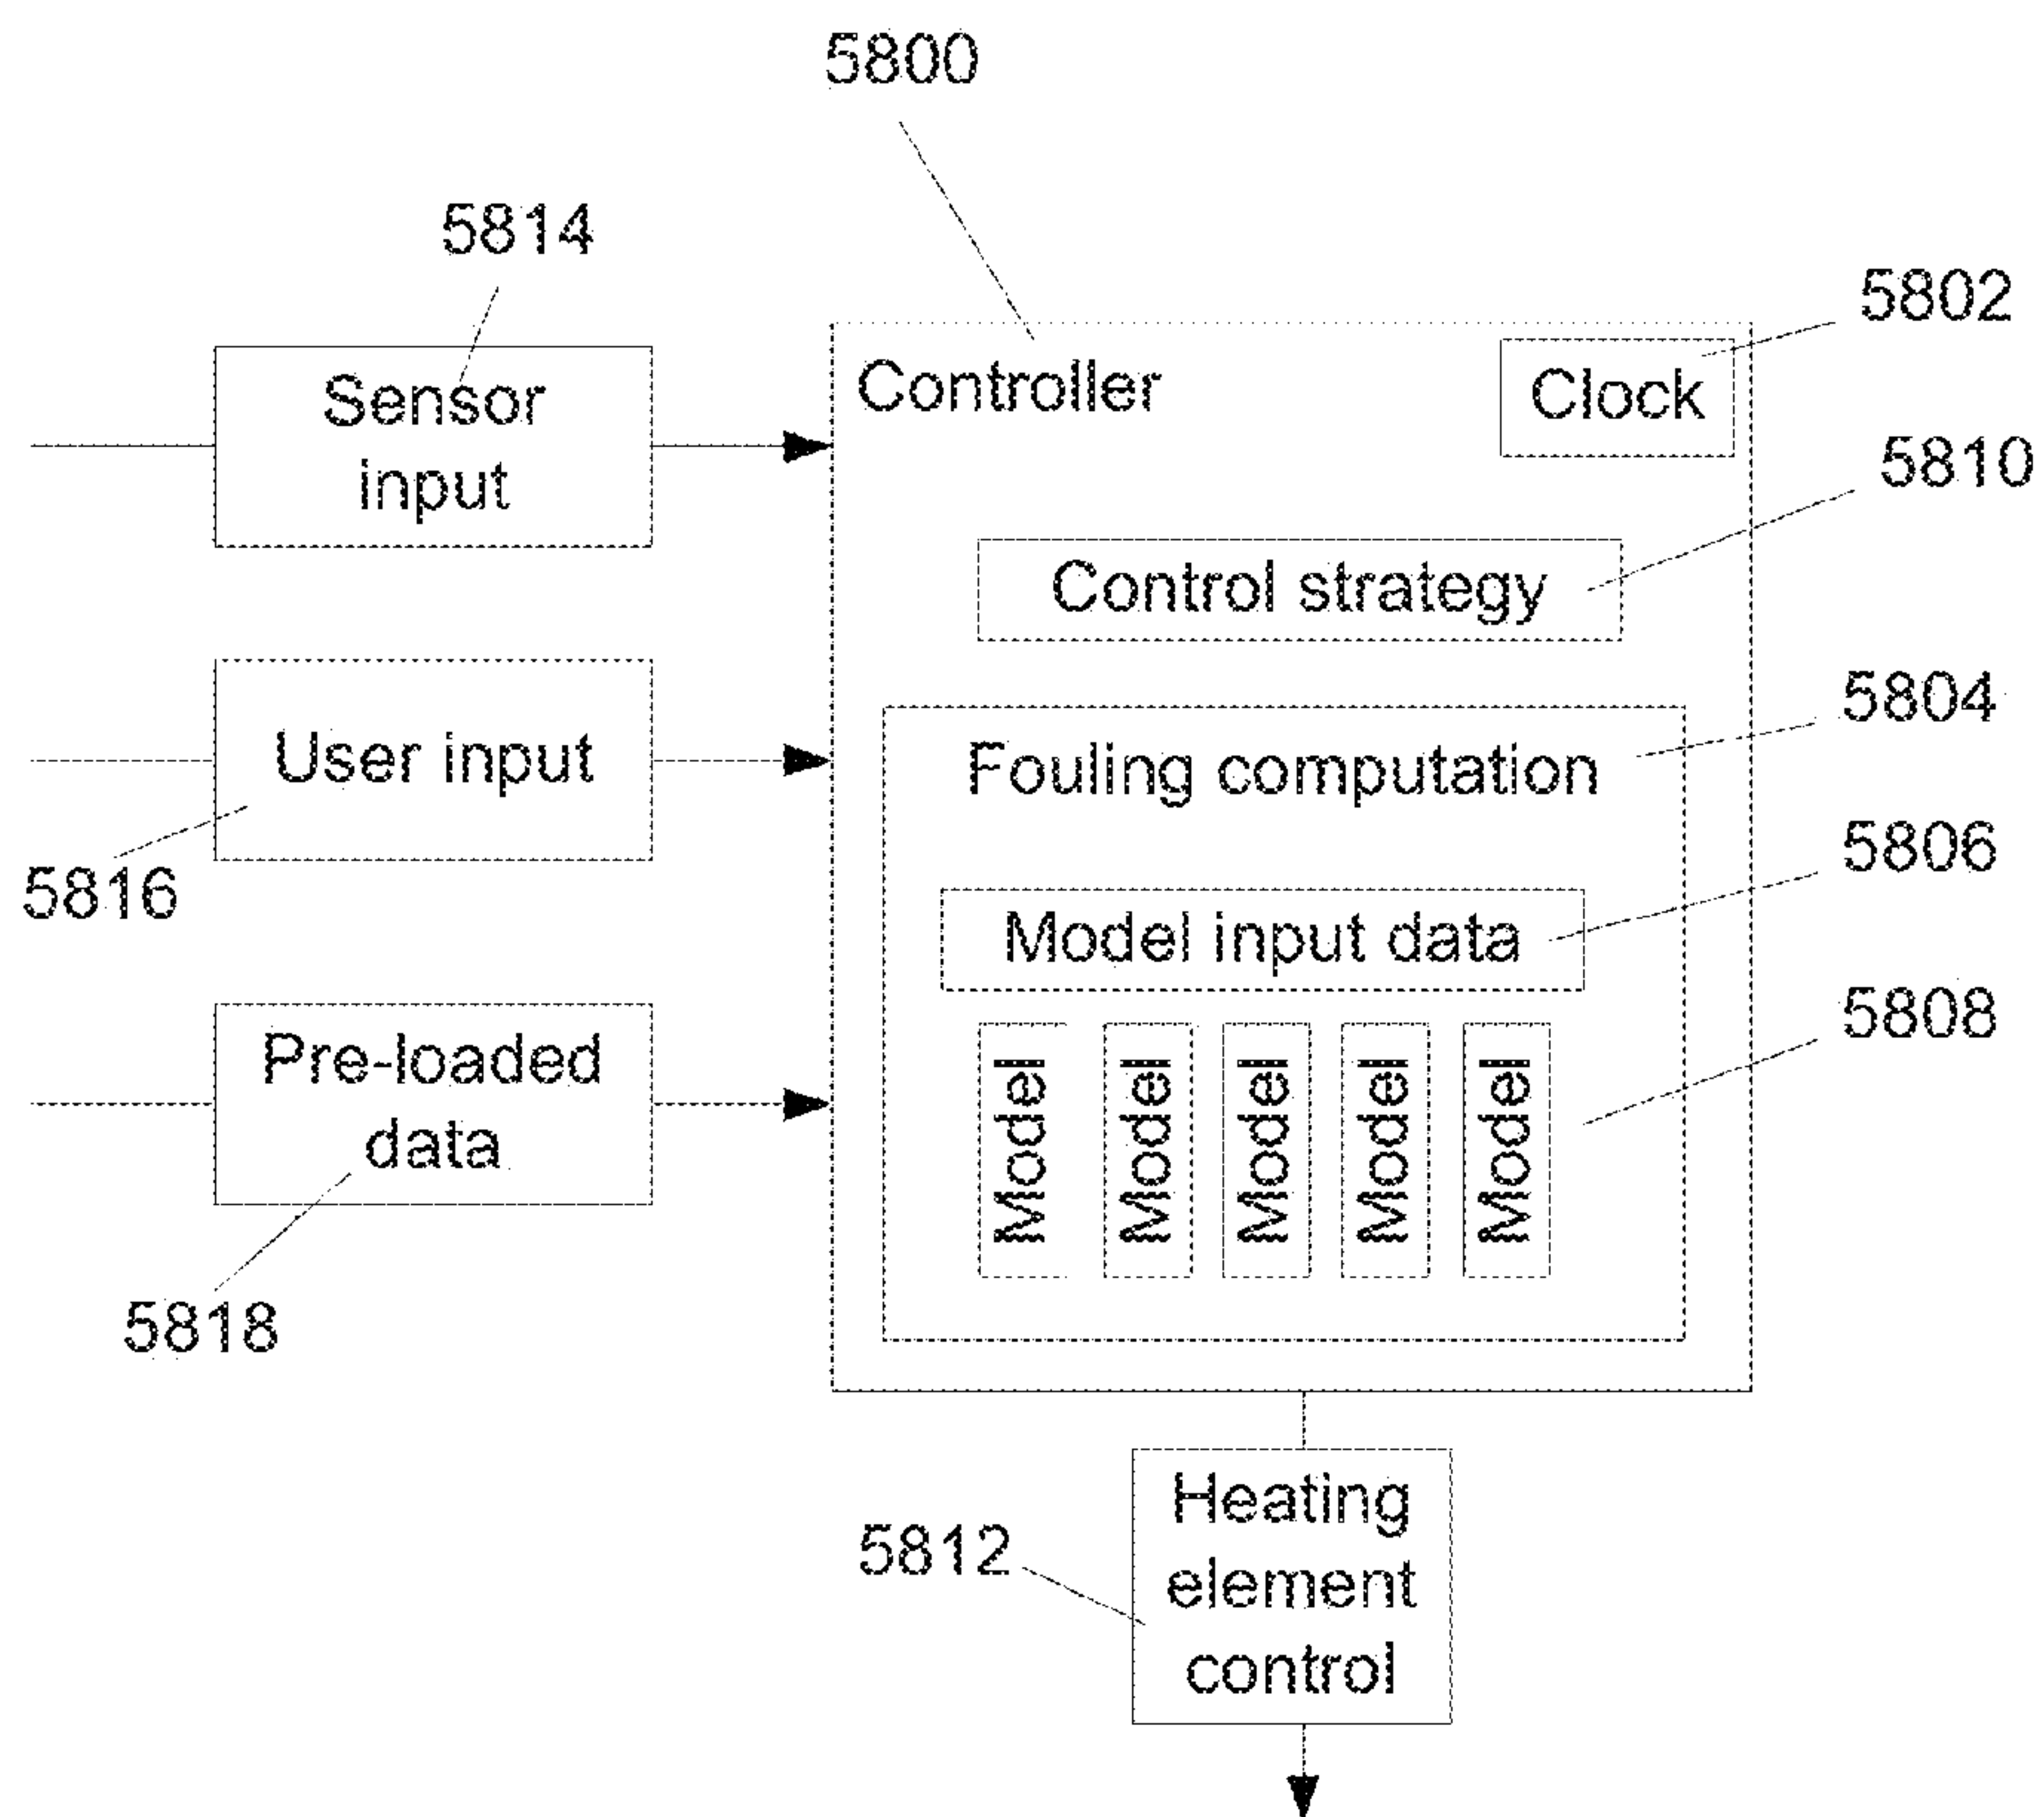 5800
5814
5802
Sensor
input
Controller
Clock
5810
Control strategy
User input
5816
5804
Fouling computation
5806
Model input data
Pre-loaded
data
5818
5808
Model
Model
Model
Model
Model
5812
Heating
element
control